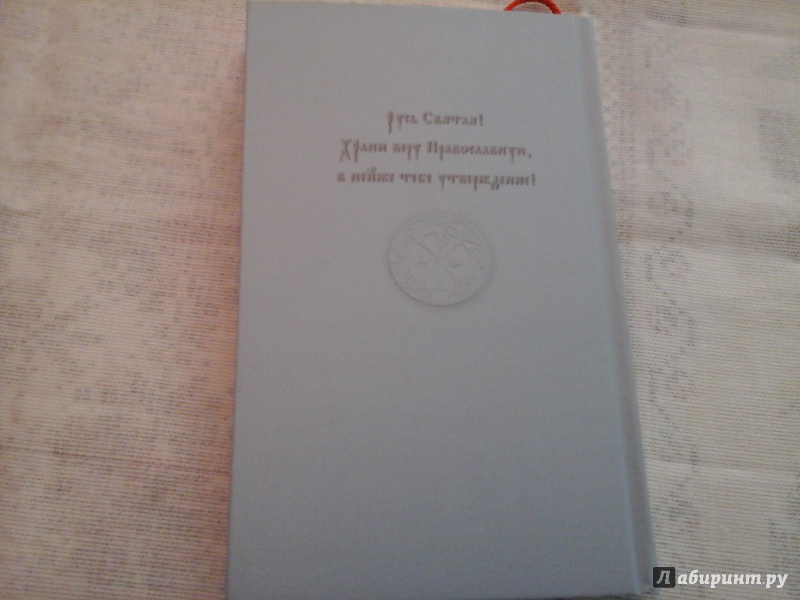 Русь Святая!
Храни веру Православную,
в нейже тебе утверждение!
Лабиринт.ру